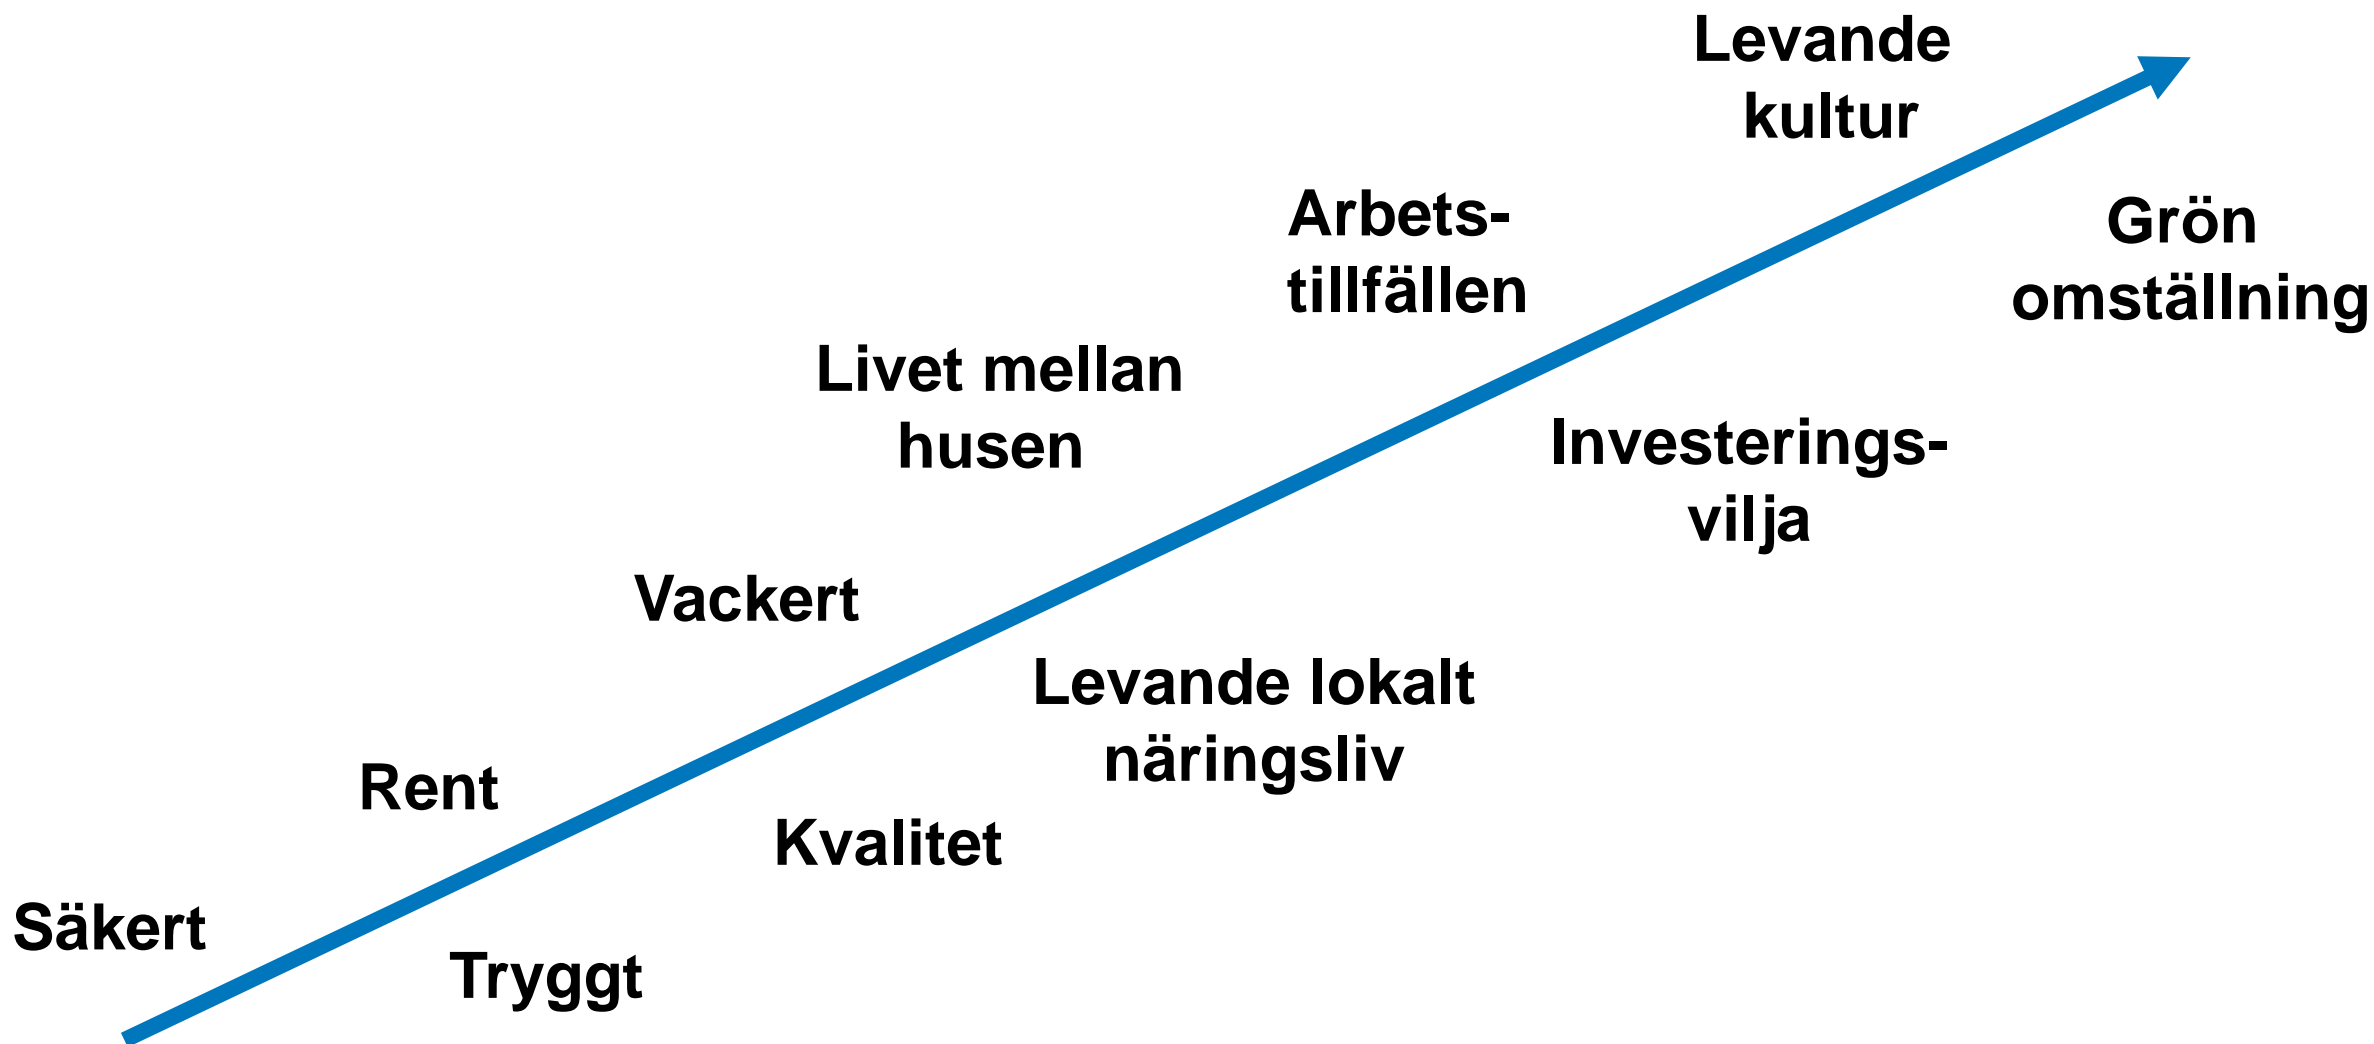 Levande
kultur
Arbets-
tillfällen
Grön
omställning
Livet mellan
husen
Investerings-
vilja
Vackert
Levande lokalt
näringsliv
Rent
Kvalitet
Säkert
Tryggt